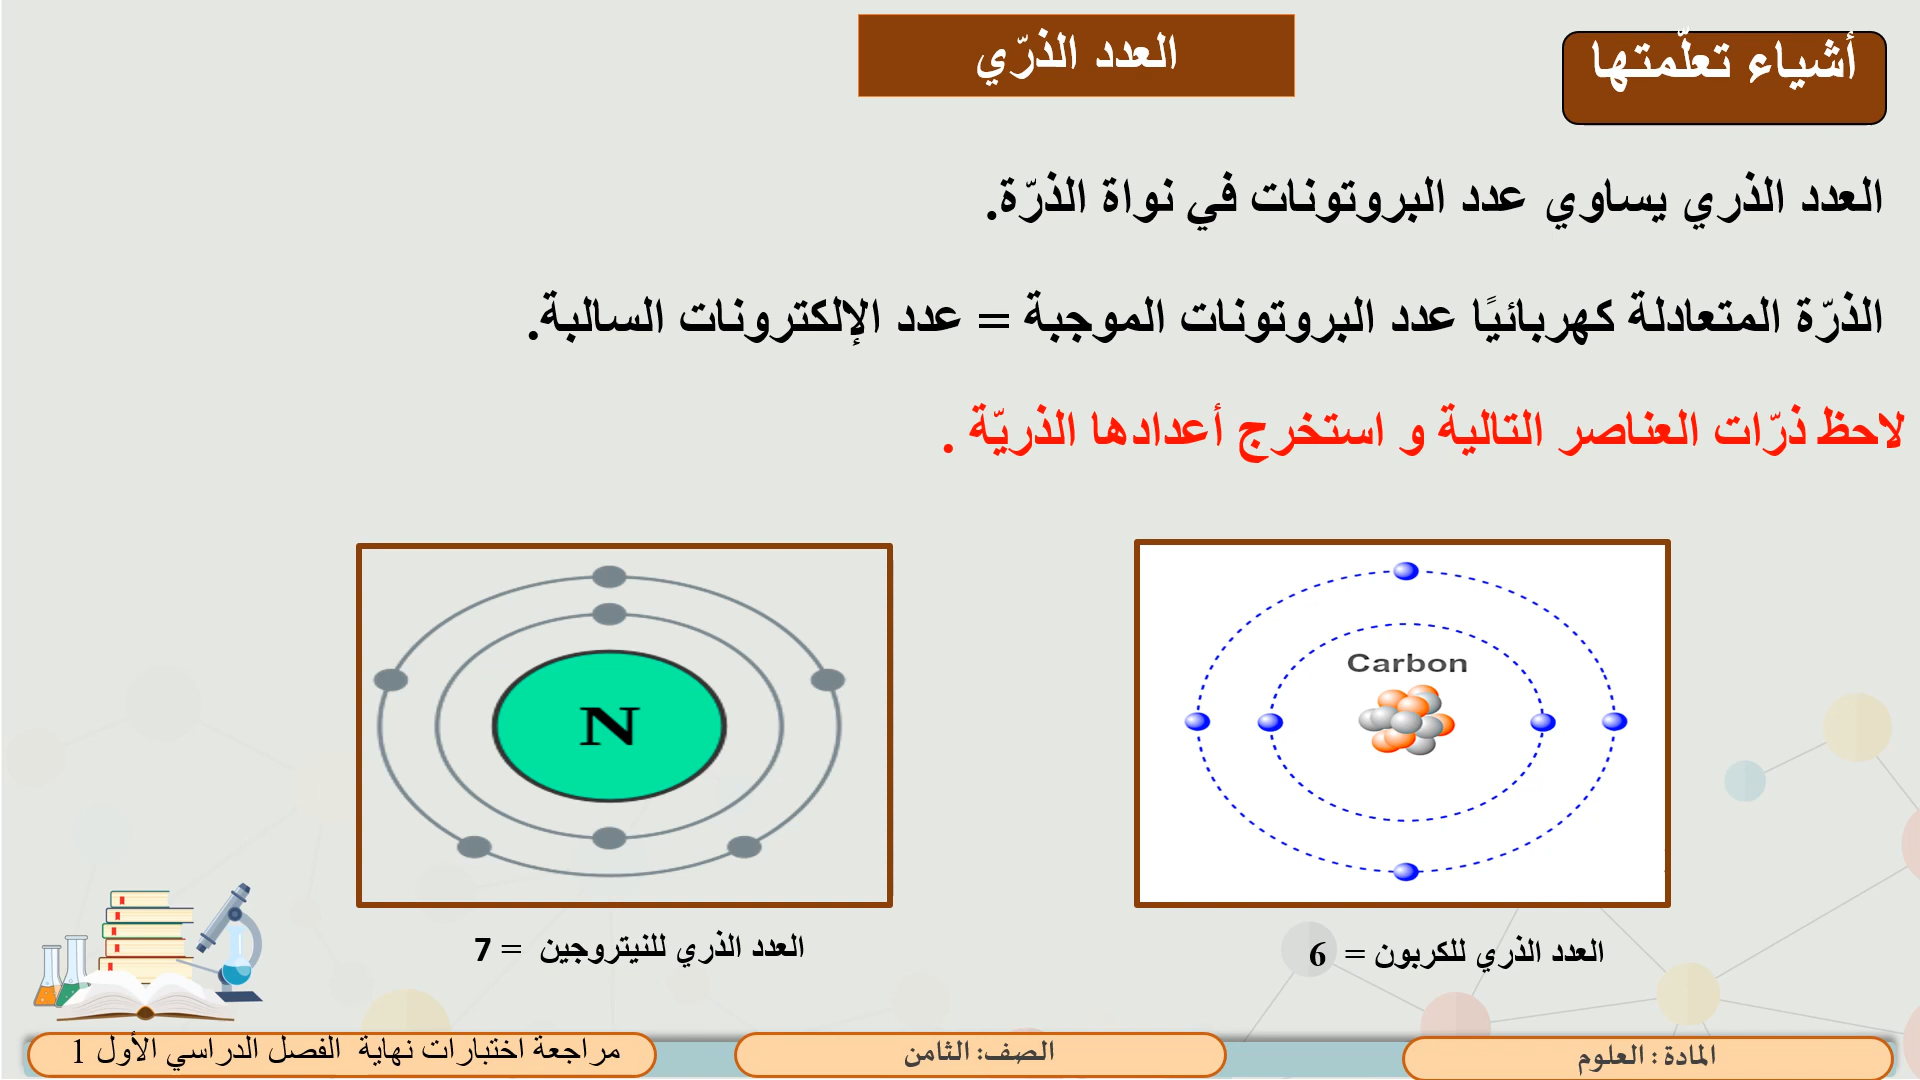 أشياء تعلّمتها
العدد الذرّي
العدد الذري يساوي عدد البروتونات في نواة الذرّة.
الذرّة المتعادلة كهربائيًا عدد البروتونات الموجبة = عدد الإلكترونات السالبة.
لاحظ ذرّات العناصر التالية و استخرج أعدادها الذريّة .
Carbon
N
العدد الذري للكربون = 6
العدد الذري للنيتروجين = 7
المادة : العلوم
الصف: الثامن
مراجعة اختبارات نهاية الفصل الدراسي الأول 1